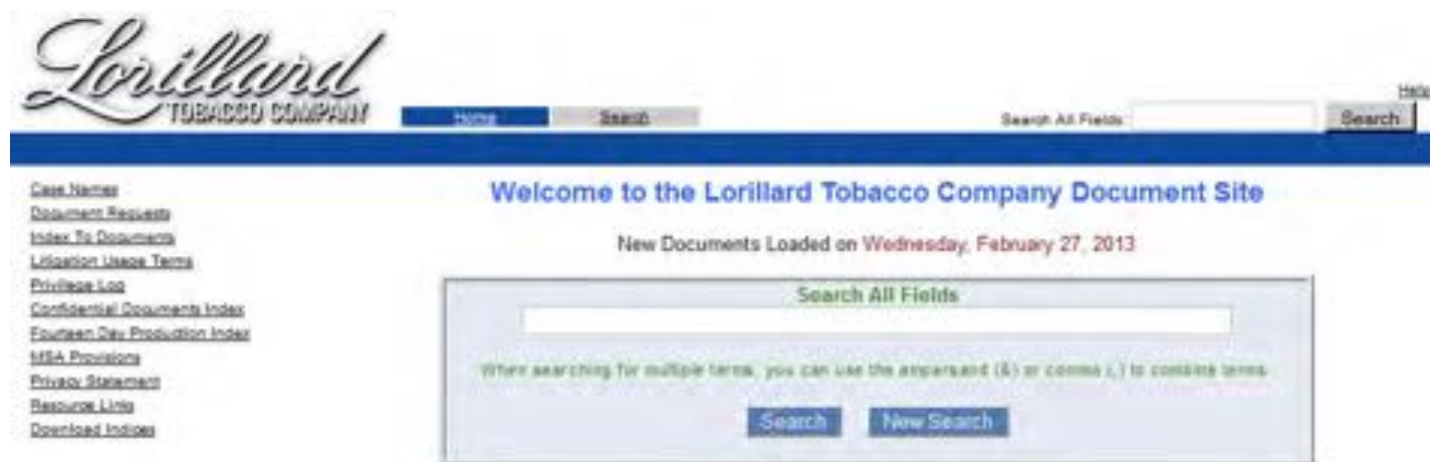 Lorillard
TOBACCO COMPANY
Help
Home Search Search All Fields Search
Case Names
Document Requests
Index To Documents
Litigation Usage Terms
Privilege Log
Confidential Documents Index
Fourteen Day Production Index
MSA Provisions
Privacy Statement
Resource Links
Download Indices
Welcome to the Lorillard Tobacco Company Document Site
New Documents Loaded on Wednesday, February 27, 2013
Search All Fields
When searching for multiple terms, you can use the ampersand (&) or comma (,) to combine terms
Search New Search